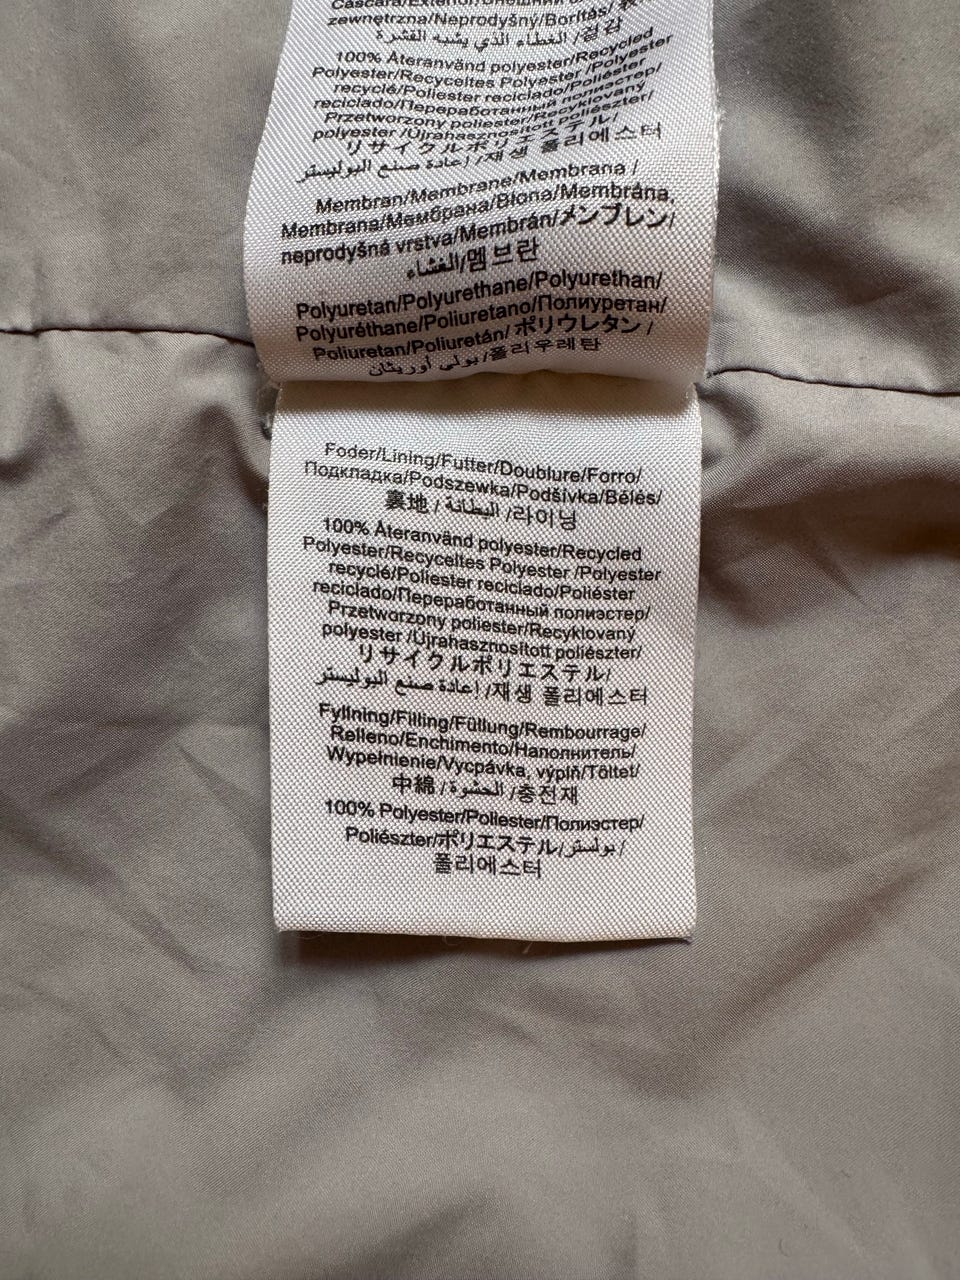 zewnętrzna/Neprodyšný/Borítás/
الغطاء الذي يشبه القشرة/겉감
100% Återanvänd polyester/Recycled
Polyester/Recyceltes Polyester /Polyester
recyclé/Poliester reciclado/Poliéster
reciclado/Переработанный полиэстер/
Przetworzony poliester/Recyklovaný
polyester /Újrahasznosított poliészter/
リサイクルポリエステル/
إعادة صنع البوليستر/재생 폴리에스터
Membran/Membrane/Membrana /
Membrana/Мембрана/Błona/Membrána,
neprodyšná vrstva/Membrán/メンブレン/
الغشاء/멤브란
Polyuretan/Polyurethane/Polyurethan/
Polyuréthane/Poliuretano/Полиуретан/
Poliuretan/Poliuretán/ポリウレタン /
بولي أوريثان/폴리우레탄
Foder/Lining/Futter/Doublure/Forro/
Подкладка/Podszewka/Podšívka/Bélés/
裏地 / البطانة /라이닝
100% Återanvänd polyester/Recycled
Polyester/Recyceltes Polyester /Polyester
recyclé/Poliester reciclado/Poliéster
reciclado/Переработанный полиэстер/
Przetworzony poliester/Recyklovaný
polyester /Újrahasznosított poliészter/
リサイクルポリエステル/
إعادة صنع البوليستر/재생 폴리에스터
Fyllning/Filling/Füllung/Rembourrage/
Relleno/Enchimento/Наполнитель/
Wypełnienie/Vycpávka, výplň/Töltet/
中綿 / الحشوة /충전재
100% Polyester/Poliester/Полиэстер/
Poliészter/ポリエステル/بوليستر /
폴리에스터